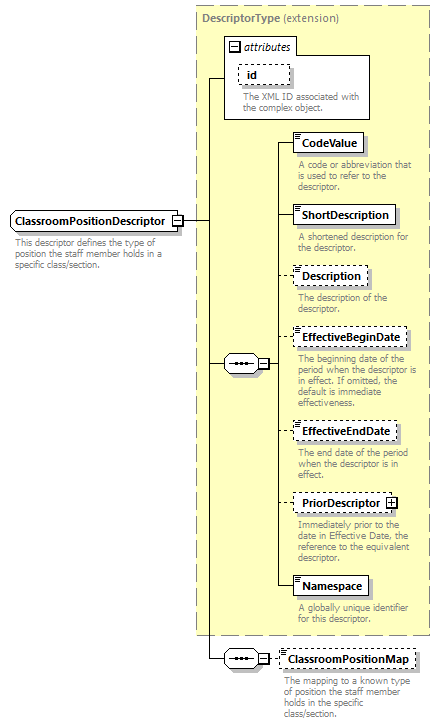 DescriptorType (extension)
attributes
id
The XML ID associated with
the complex object.
CodeValue
A code or abbreviation that
is used to refer to the
descriptor.
ClassroomPositionDescriptor
This descriptor defines the type of
position the staff member holds in a
specific class/section.
ShortDescription
A shortened description for
the descriptor.
Description
The description of the
descriptor.
EffectiveBeginDate
The beginning date of the
period when the descriptor is
in effect. If omitted, the
default is immediate
effectiveness.
EffectiveEndDate
The end date of the period
when the descriptor is in
effect.
PriorDescriptor
Immediately prior to the
date in Effective Date, the
reference to the equivalent
descriptor.
Namespace
A globally unique identifier
for this descriptor.
ClassroomPositionMap
The mapping to a known type
of position the staff member
holds in the specific
class/section.